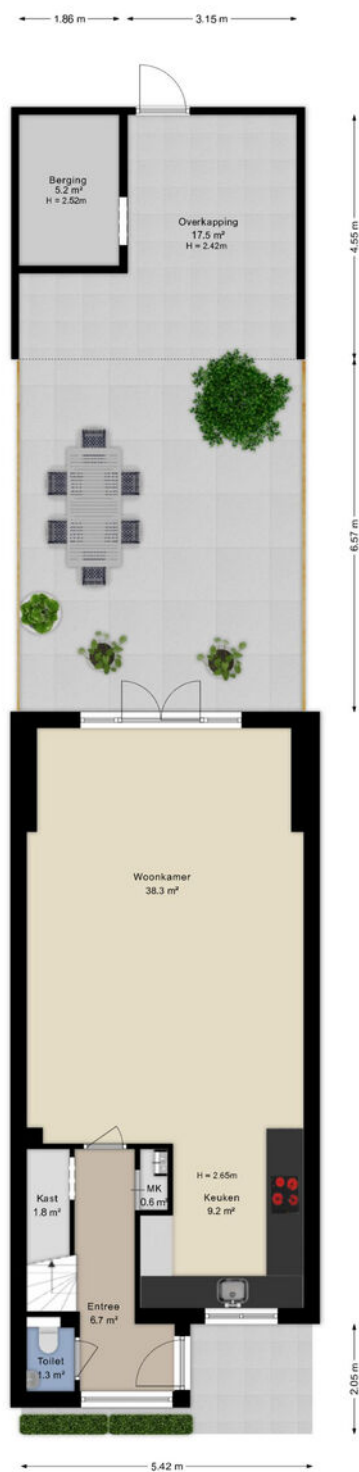 1.86 m
3.15 m
Berging
5.2 m²
H = 2.52m
Overkapping
17.5 m²
H = 2.42m
4.55 m
6.57 m
Woonkamer
38.3 m²
H = 2.65m
Keuken
9.2 m²
MK
0.6 m²
Kast
1.8 m²
Entree
6.7 m²
Toilet
1.3 m²
2.05 m
5.42 m